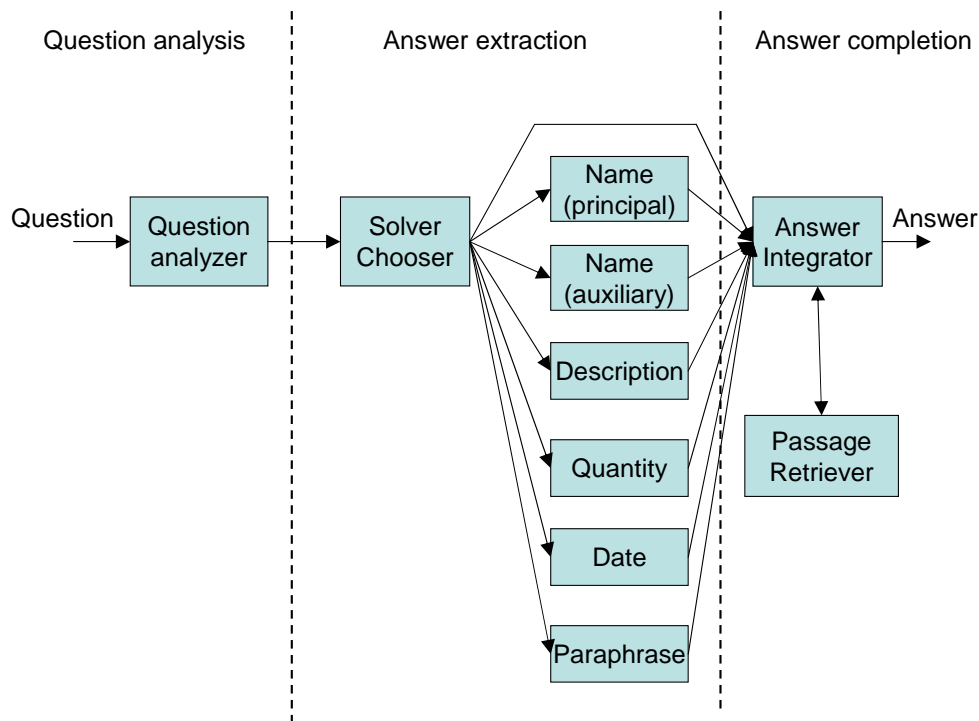 Question analysis
Answer extraction
Answer completion
Question
Question
analyzer
Solver
Chooser
Name
(principal)
Name
(auxiliary)
Description
Quantity
Date
Paraphrase
Answer
Integrator
Answer
Passage
Retriever